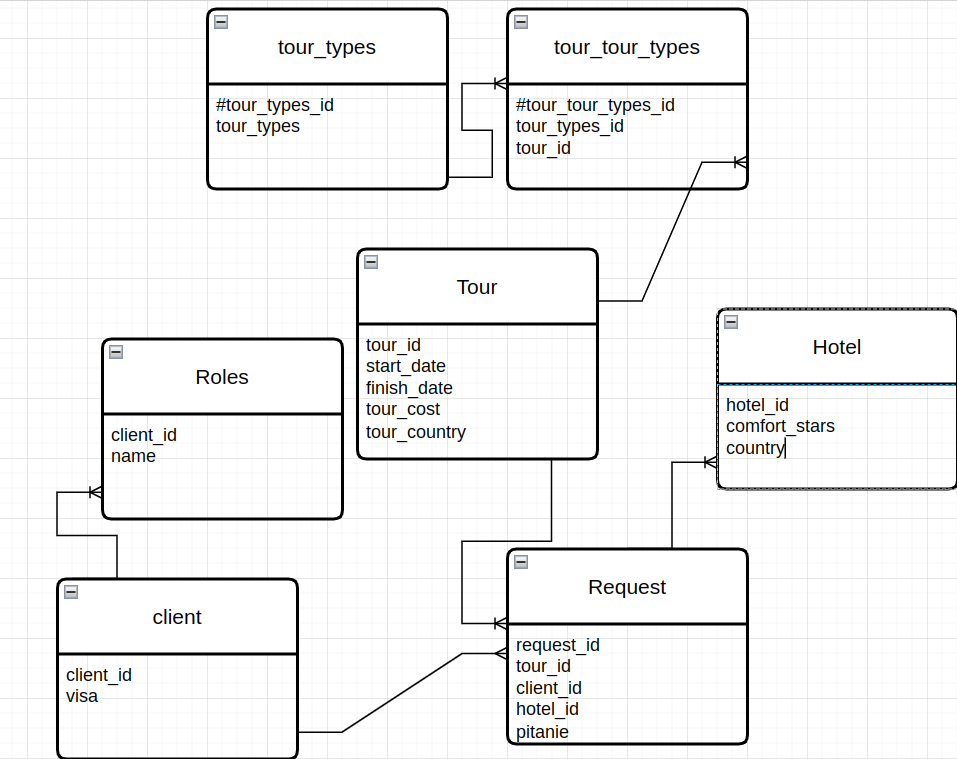 tour_types
#tour_types_id
tour_types
tour_tour_types
#tour_tour_types_id
tour_types_id
tour_id
Tour
tour_id
start_date
finish_date
tour_cost
tour_country
Hotel
hotel_id
comfort_stars
country
Roles
client_id
name
client
client_id
visa
Request
request_id
tour_id
client_id
hotel_id
pitanie